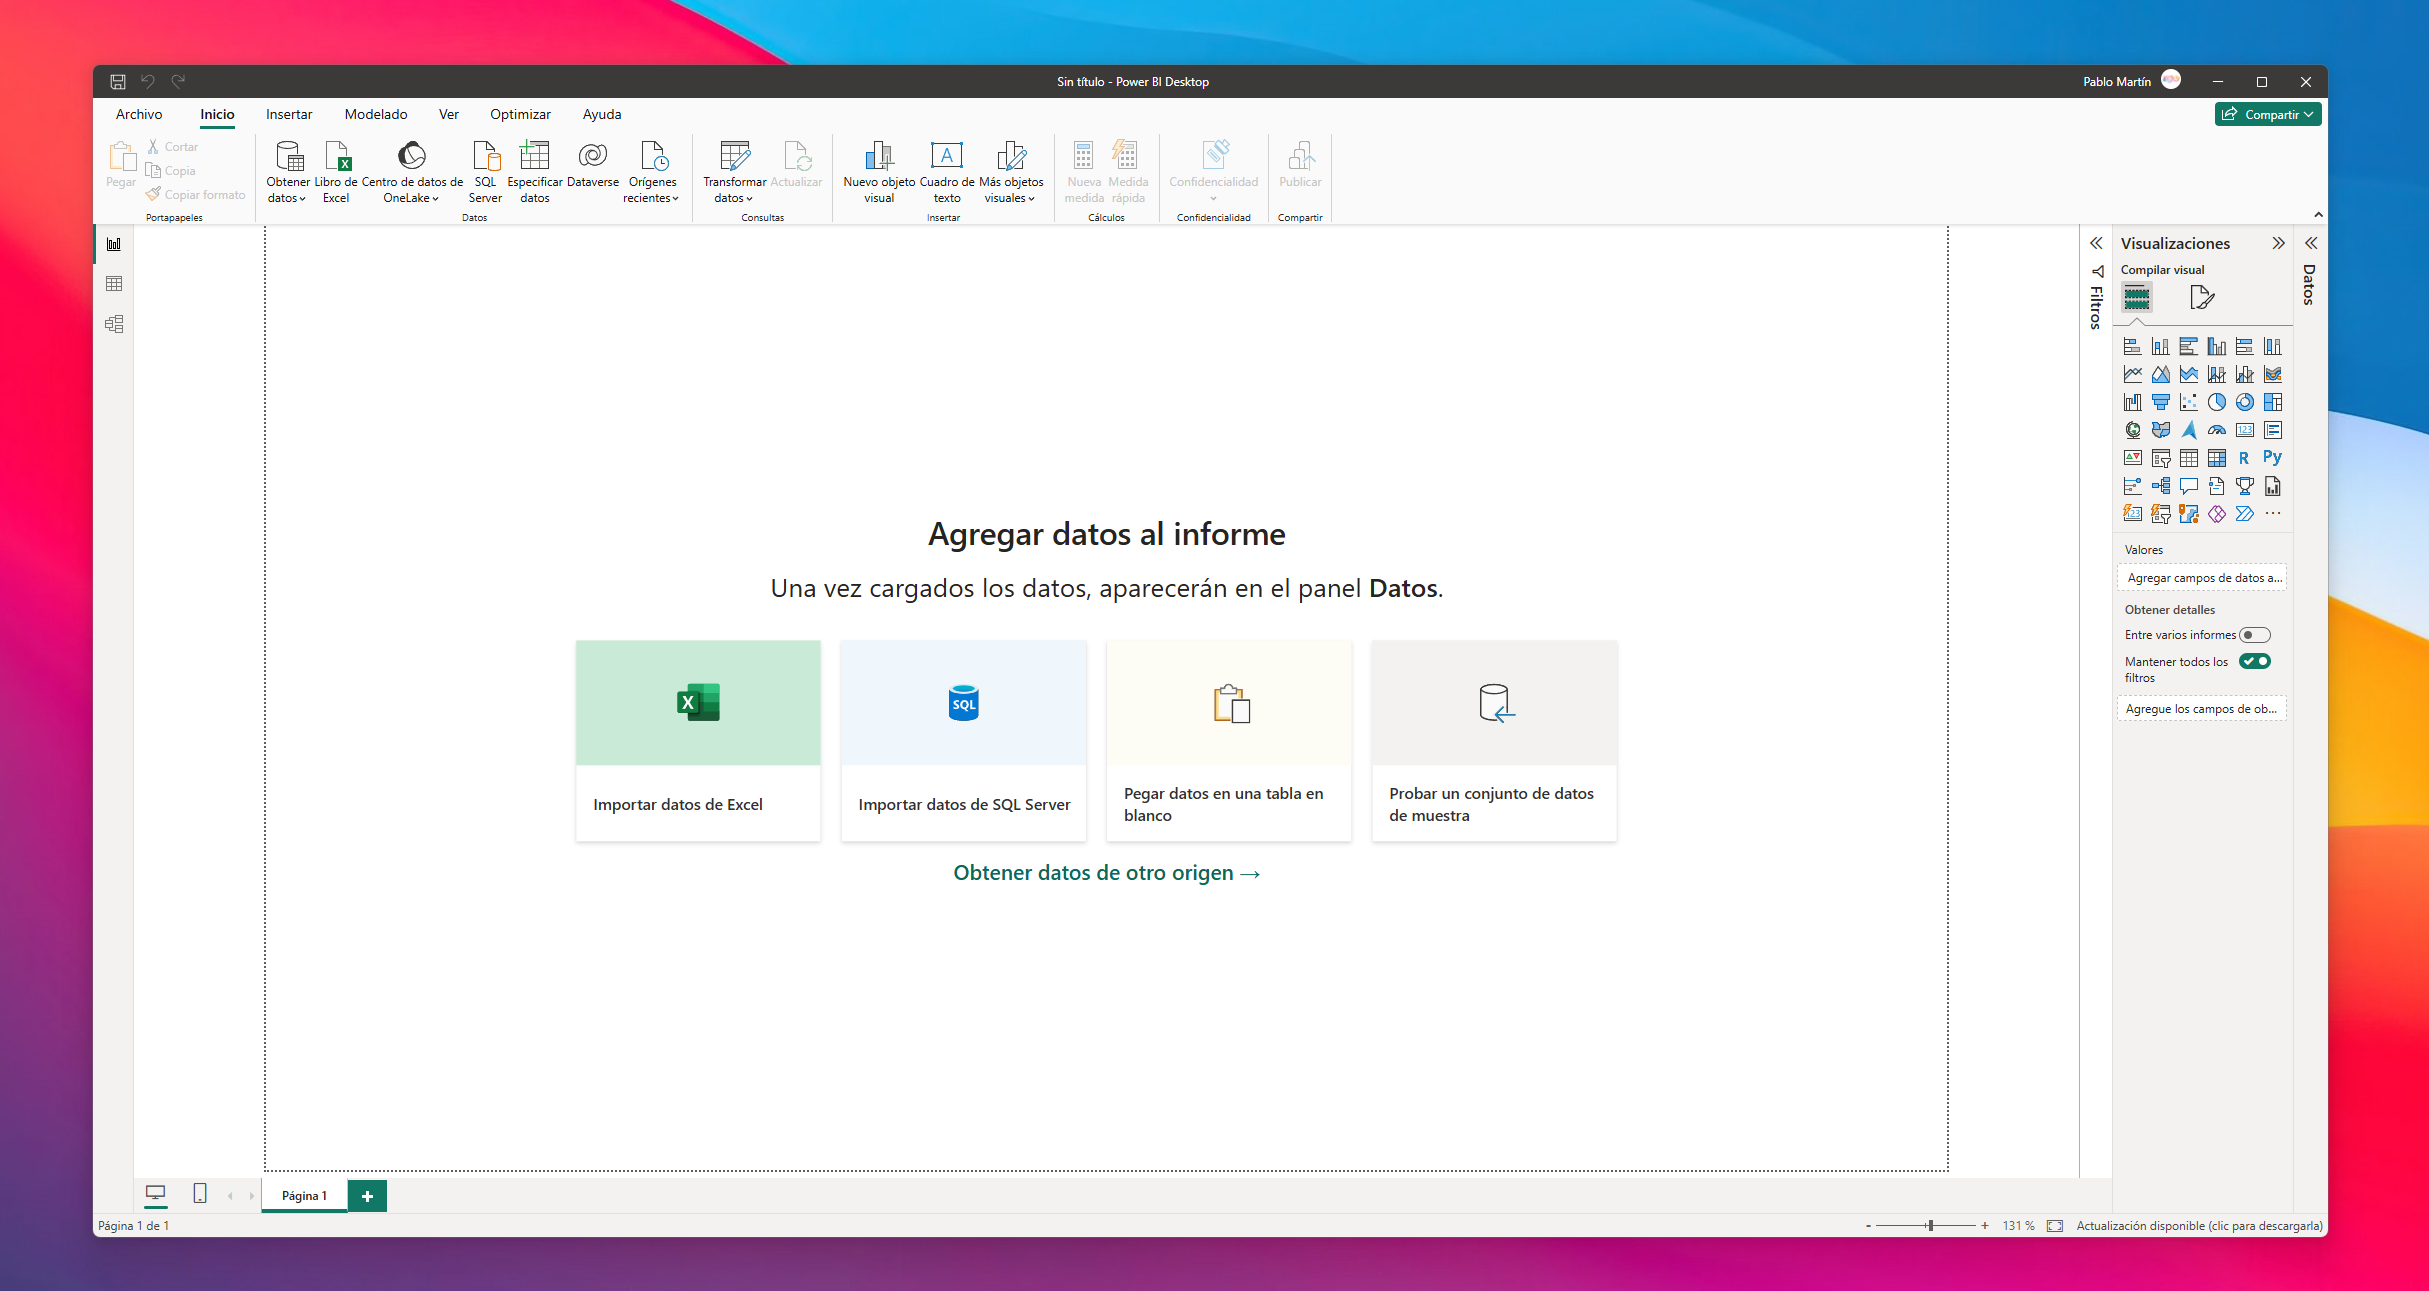 Sin título - Power BI Desktop
Pablo Martín
Archivo Inicio Insertar Modelado Ver Optimizar Ayuda
Compartir
Pegar
Cortar
Copia
Copiar formato
Portapapeles
Obtener datos
Libro de Excel
Centro de datos de OneLake
SQL Server
Especificar datos
Dataverse
Orígenes recientes
Datos
Transformar datos
Actualizar
Consultas
Nuevo objeto visual
Cuadro de texto
Más objetos visuales
Insertar
Nueva medida
Medida rápida
Cálculos
Confidencialidad
Confidencialidad
Publicar
Compartir
Agregar datos al informe
Una vez cargados los datos, aparecerán en el panel Datos.
SQL
Importar datos de Excel
Importar datos de SQL Server
Pegar datos en una tabla en
blanco
Probar un conjunto de datos
de muestra
Obtener datos de otro origen →
Filtros
Visualizaciones
Compilar visual
123
R Py
123
Valores
Agregar campos de datos a...
Obtener detalles
Entre varios informes
Mantener todos los
filtros
Agregue los campos de ob...
Datos
Página 1
+
Página 1 de 1
- + 131 %
Actualización disponible (clic para descargarla)